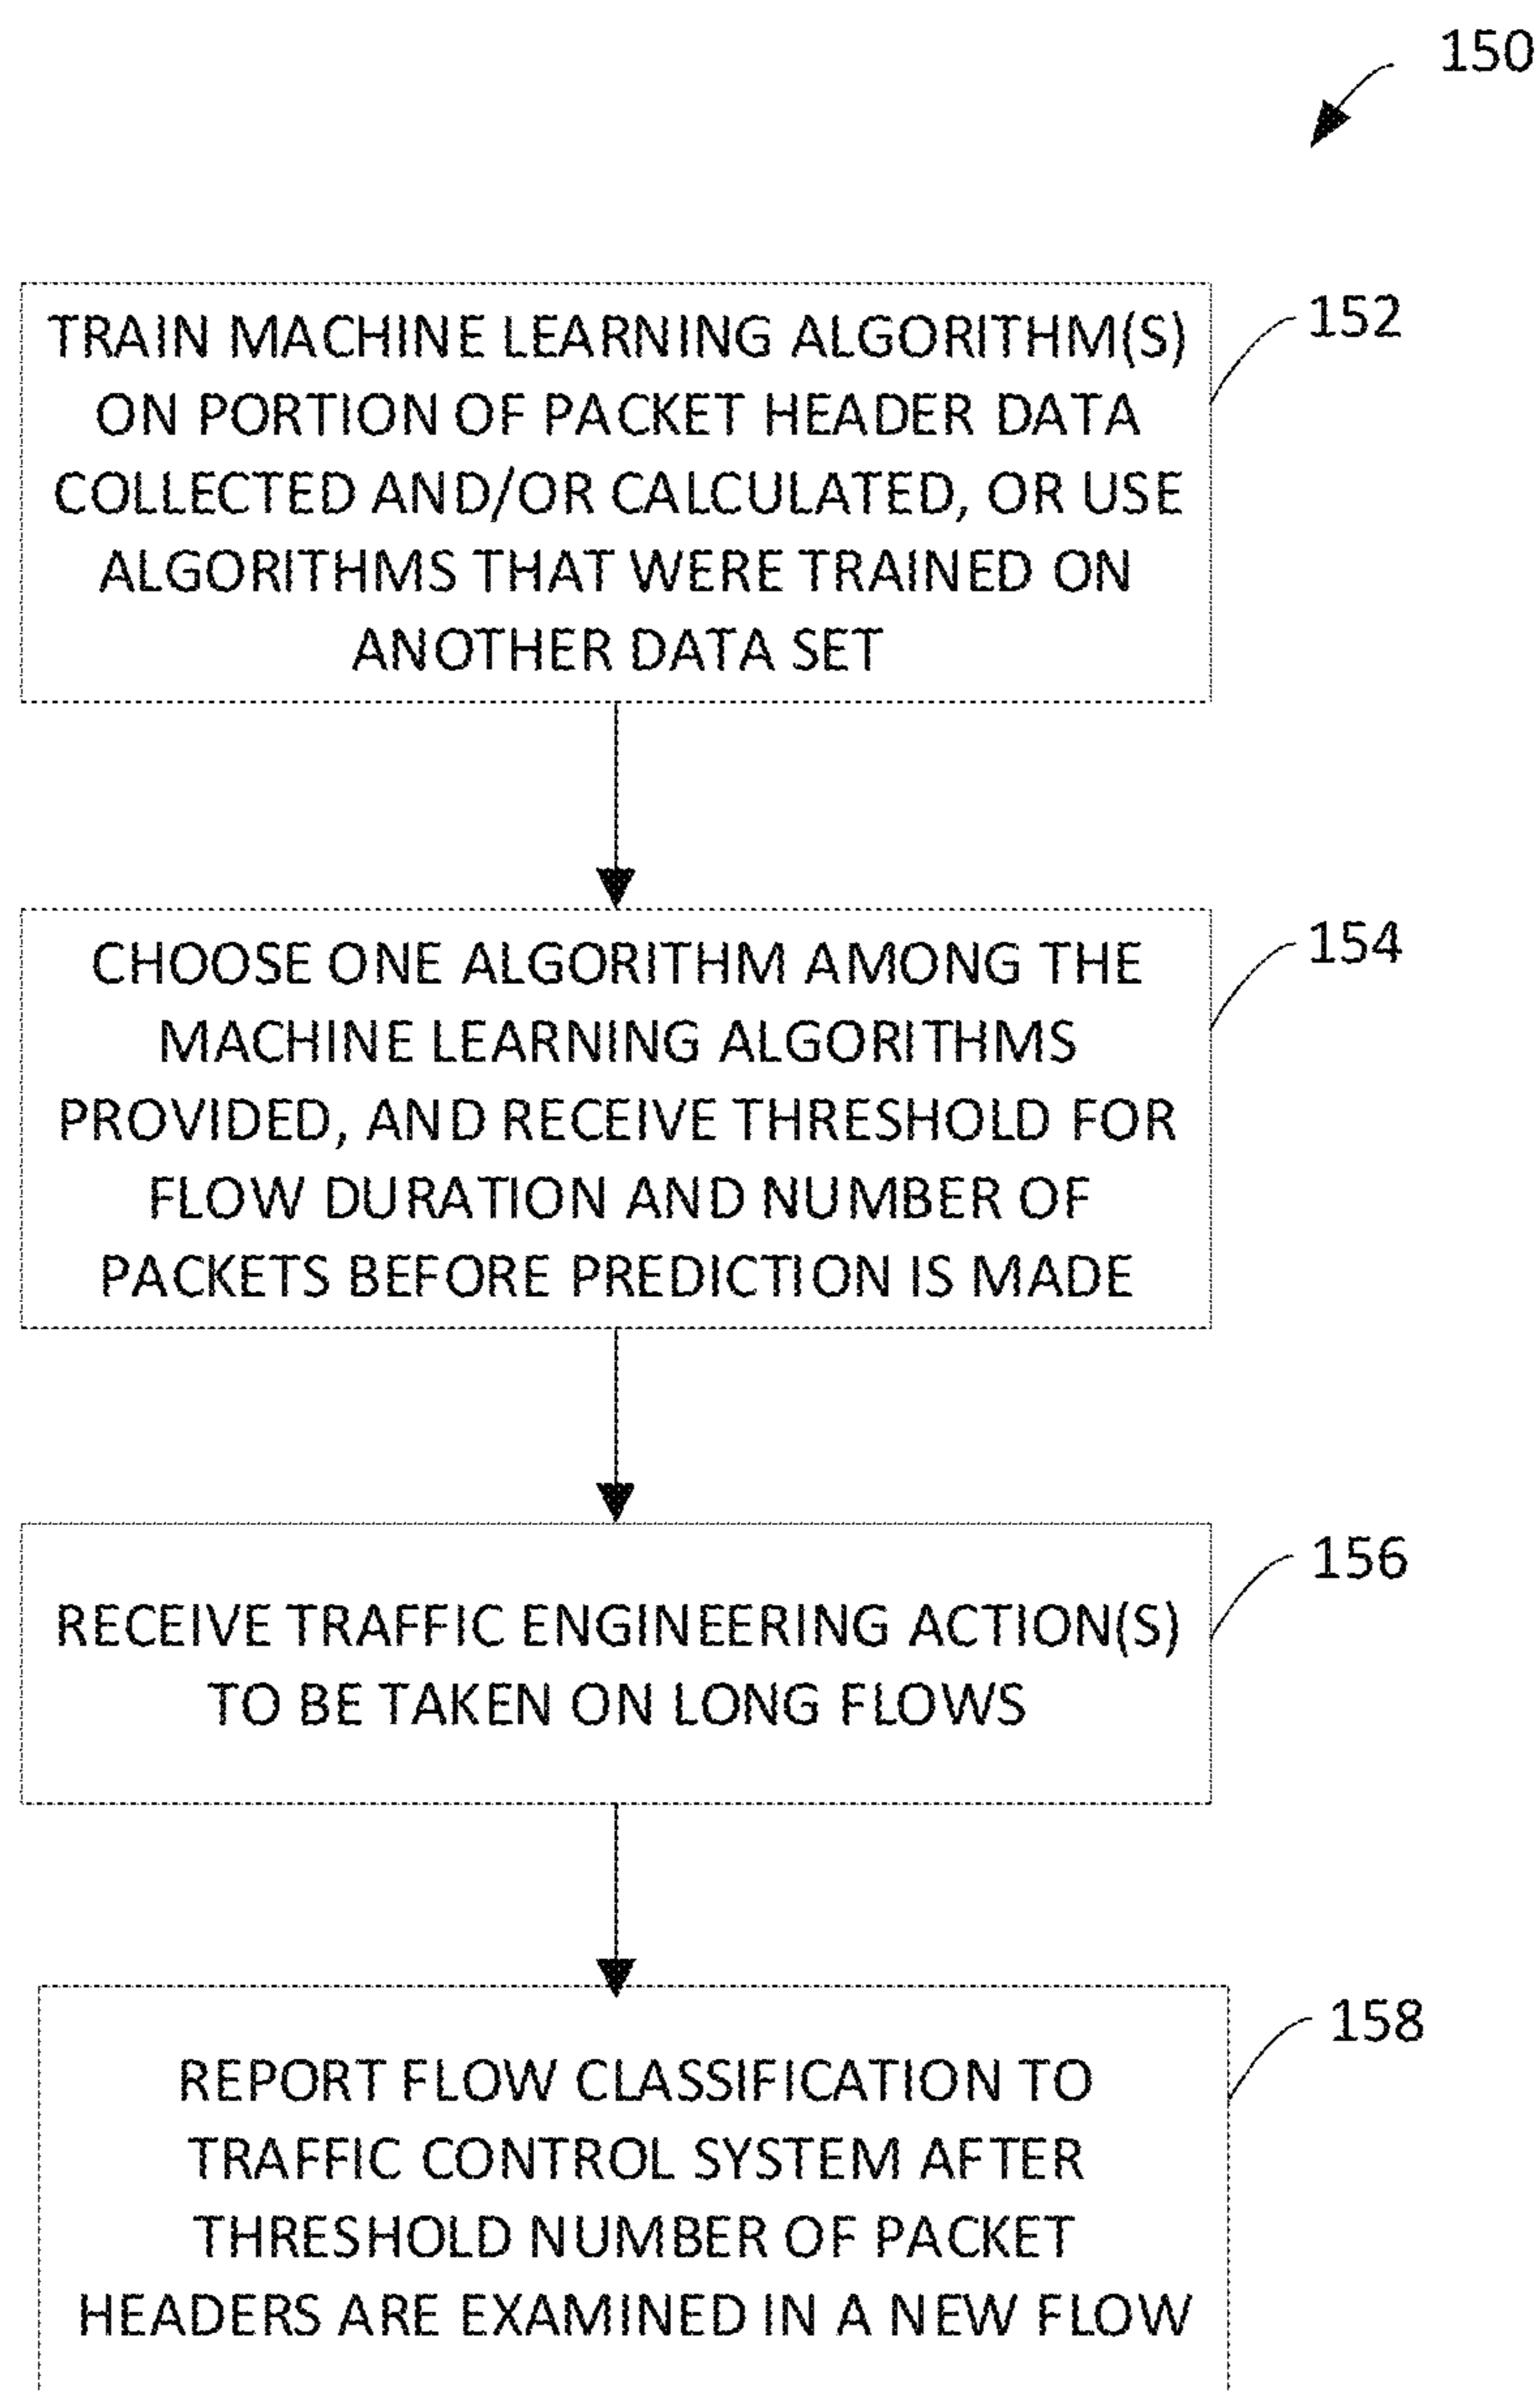 150
TRAIN MACHINE LEARNING ALGORITHM(S)
ON PORTION OF PACKET HEADER DATA
COLLECTED AND/OR CALCULATED, OR USE
ALGORITHMS THAT WERE TRAINED ON
ANOTHER DATA SET
152
CHOOSE ONE ALGORITHM AMONG THE
MACHINE LEARNING ALGORITHMS
PROVIDED, AND RECEIVE THRESHOLD FOR
FLOW DURATION AND NUMBER OF
PACKETS BEFORE PREDICTION IS MADE
154
RECEIVE TRAFFIC ENGINEERING ACTION(S)
TO BE TAKEN ON LONG FLOWS
156
REPORT FLOW CLASSIFICATION TO
TRAFFIC CONTROL SYSTEM AFTER
THRESHOLD NUMBER OF PACKET
HEADERS ARE EXAMINED IN A NEW FLOW
158